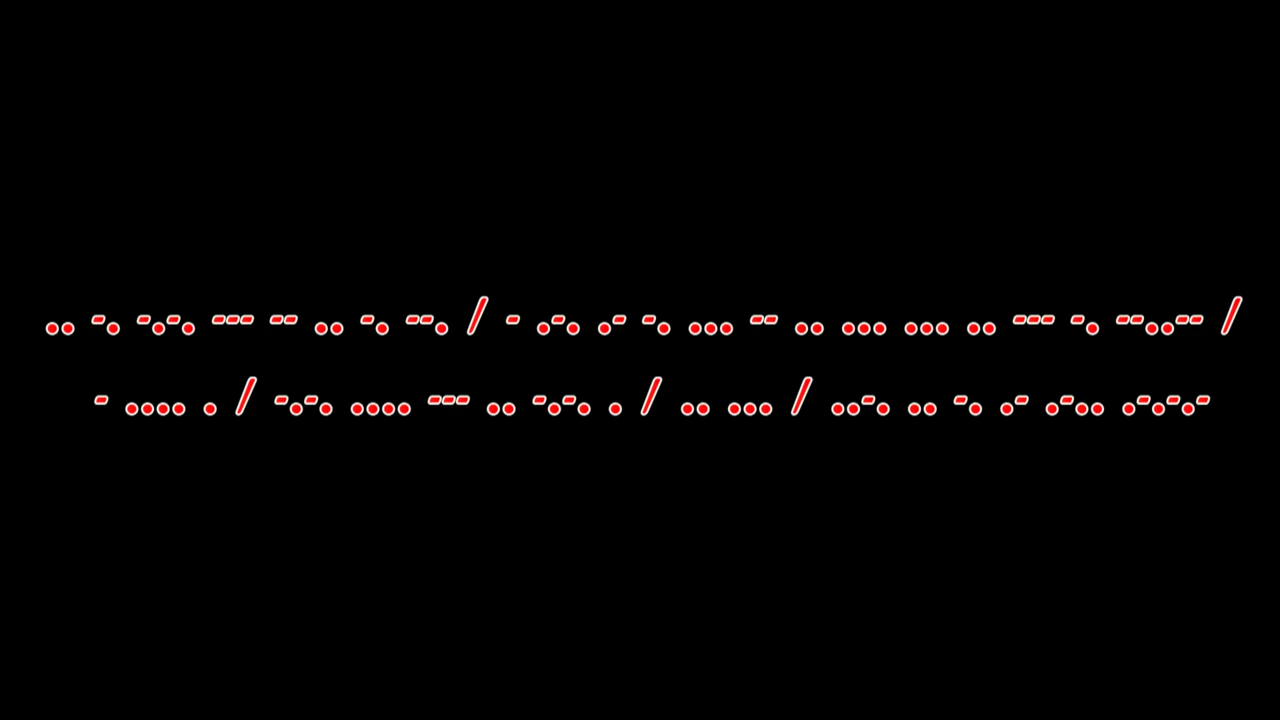 .. -. -.-. --- -- .. -. --. / - .-. .- -. ... -- .. ... ... .. --- -. --..-- /
- .... . / -.-. .... --- .. -.-. . / .. ... / ..-. .. -. .- .-.. .-.-.-